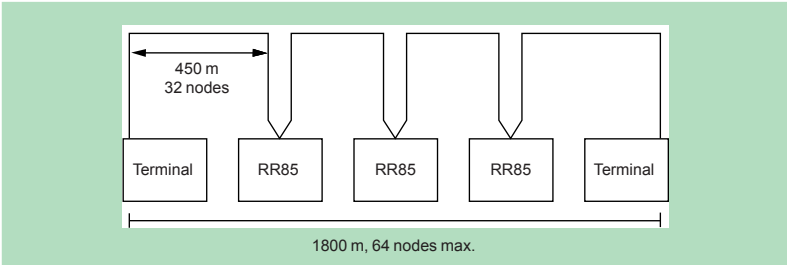 450 m
32 nodes
Terminal
RR85
RR85
RR85
Terminal
1800 m, 64 nodes max.